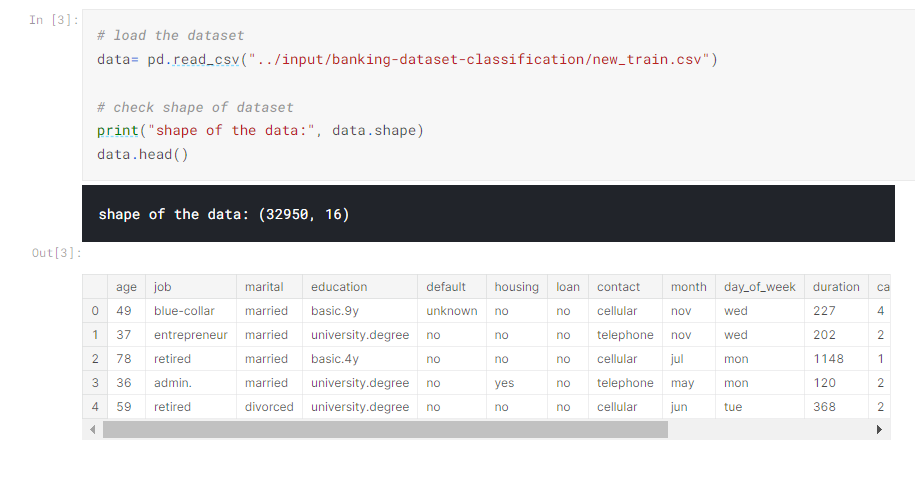 In [3]:
# load the dataset
data= pd.read_csv("../input/banking-dataset-classification/new_train.csv")
# check shape of dataset
print("shape of the data:", data.shape)
data.head()
shape of the data: (32950, 16)
Out[3]:
age job marital education default housing loan contact month day_of_week duration ca
0 49 blue-collar married basic.9y unknown no no cellular nov wed 227 4
1 37 entrepreneur married university.degree no no no telephone nov wed 202 2
2 78 retired married basic.4y no no no cellular jul mon 1148 1
3 36 admin. married university.degree no yes no telephone may mon 120 2
4 59 retired divorced university.degree no no no cellular jun tue 368 2